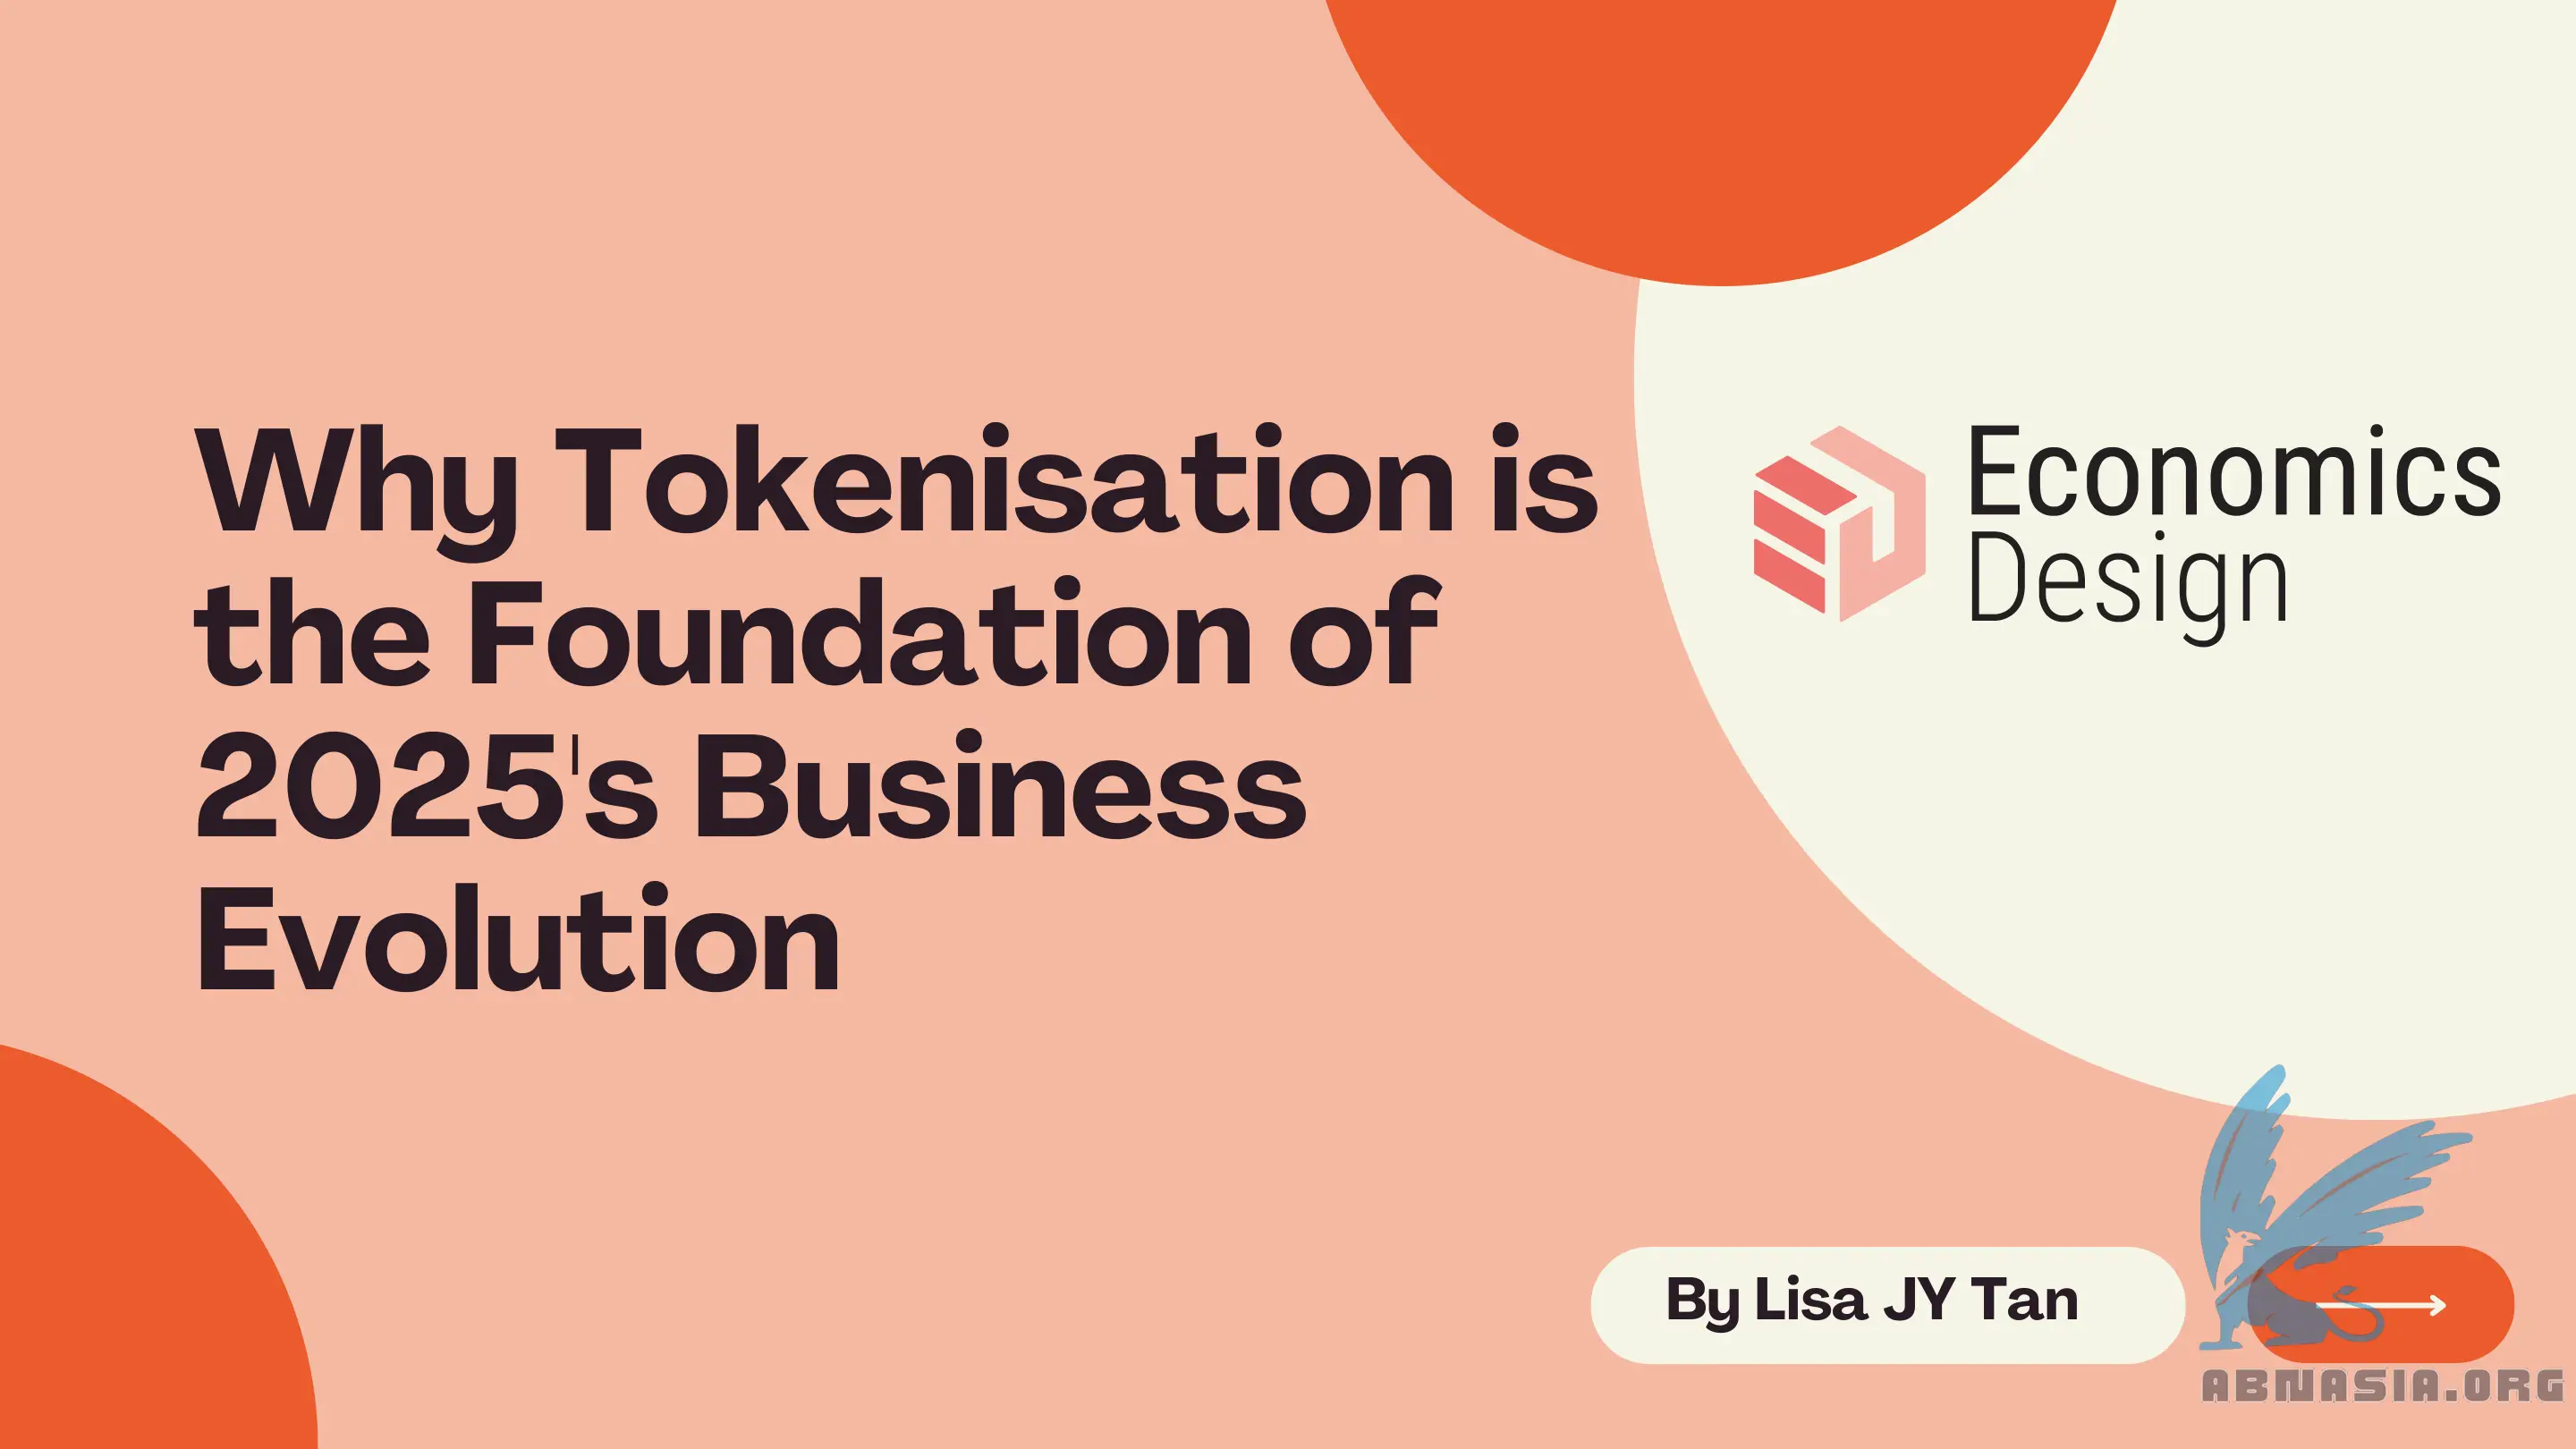 Why Tokenisation is
the Foundation of
2025's Business
Evolution
Economics
Design
By Lisa JY Tan
ABNASIA.ORG